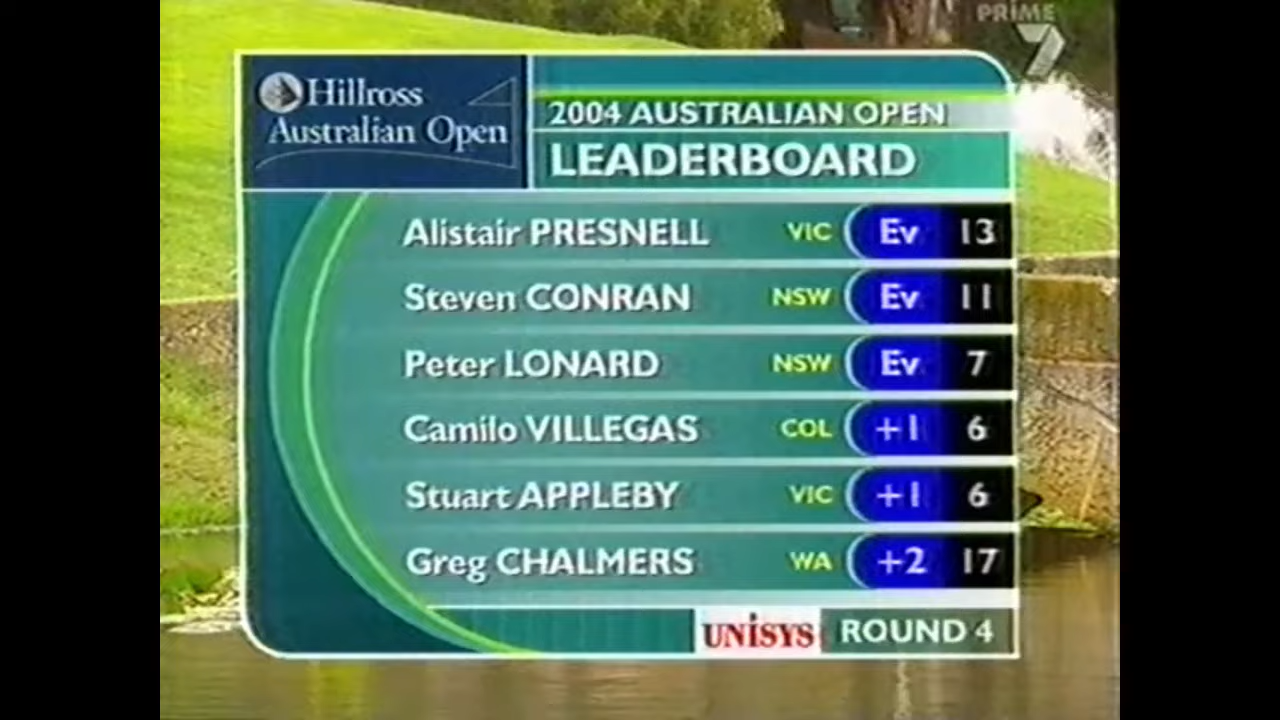 PRIME
7
Hillross
Australian Open
2004 AUSTRALIAN OPEN
LEADERBOARD
Alistair PRESNELL VIC Ev 13
Steven CONRAN NSW Ev 11
Peter LONARD NSW Ev 7
Camilo VILLEGAS COL +1 6
Stuart APPLEBY VIC +1 6
Greg CHALMERS WA +2 17
UNiSYS ROUND 4